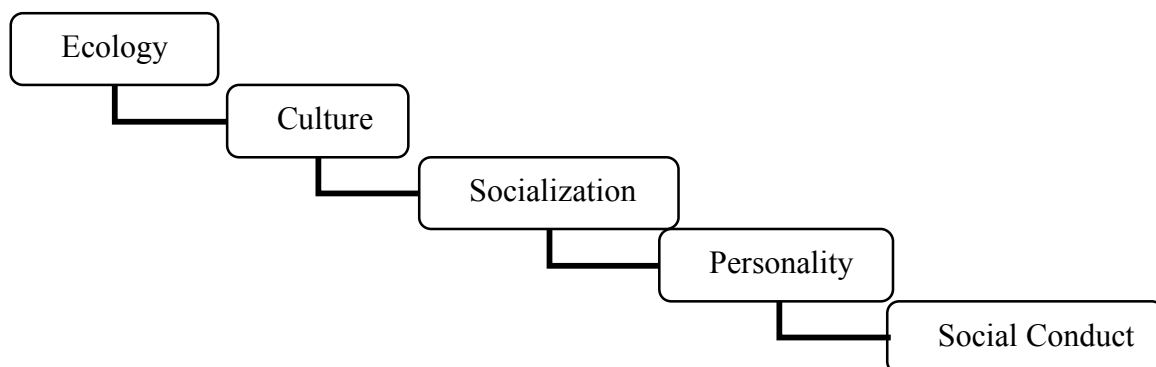 Ecology
Culture
Socialization
Personality
Social Conduct